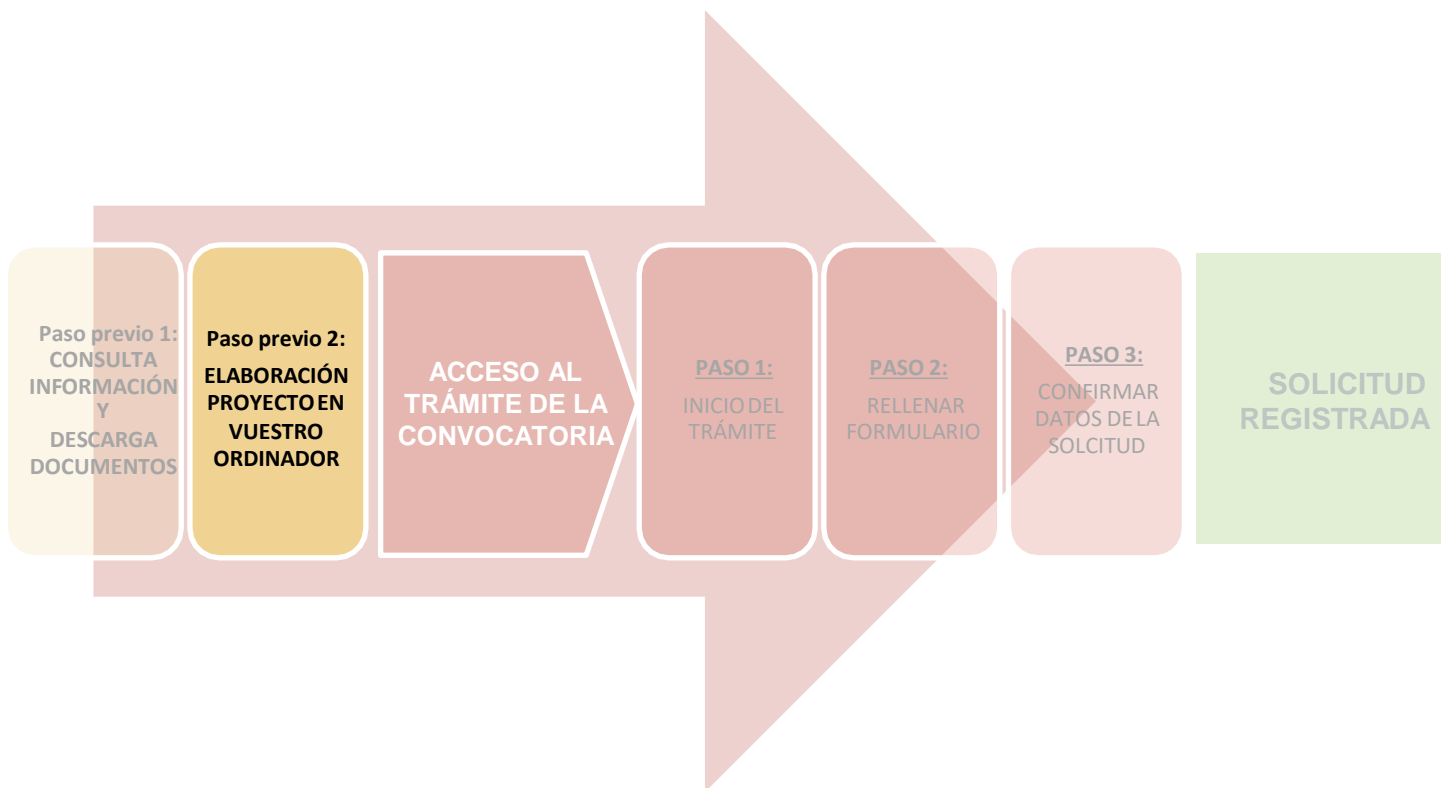 Paso previo 1:
CONSULTA
INFORMACIÓN
Y
DESCARGA
DOCUMENTOS
Paso previo 2:
ELABORACIÓN
PROYECTO EN
VUESTRO
ORDINADOR
ACCESO AL
TRÁMITE DE LA
CONVOCATORIA
PASO 1:
INICIO DEL
TRÁMITE
PASO 2:
RELLENAR
FORMULARIO
PASO 3:
CONFIRMAR
DATOS DE LA
SOLCITUD
SOLICITUD
REGISTRADA